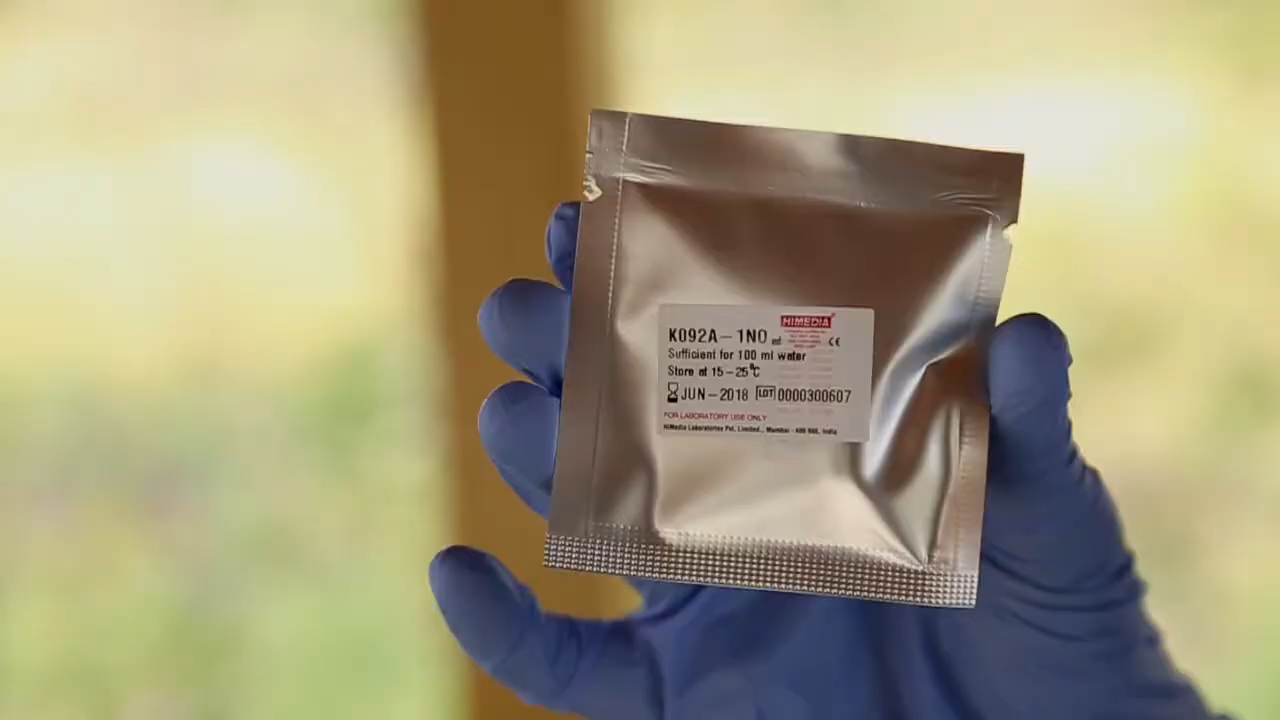 HIMEDIA
K092A – 1NO
Sufficient for 100 ml water
Store at 15 – 25°C
JUN – 2018 LOT 0000300607
FOR LABORATORY USE ONLY
HiMedia Laboratories Pvt. Limited., Mumbai - 400 086, India